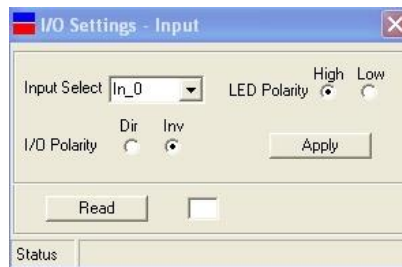 I/O Settings - Input
High Low
Input Select In_0 LED Polarity
Dir Inv
I/O Polarity Apply
Read
Status